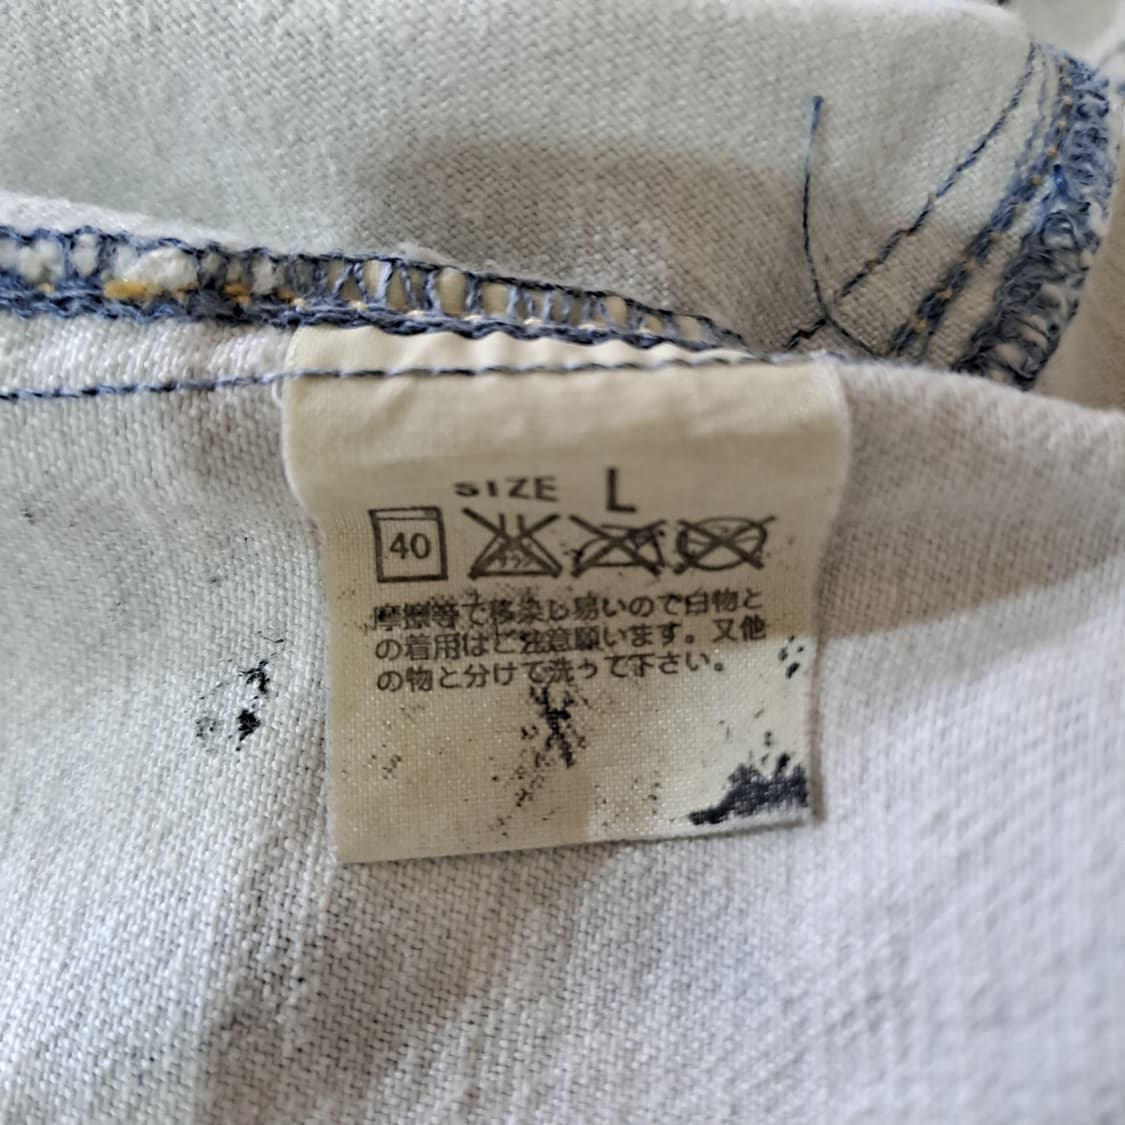 SIZE L
40
摩擦等で移染し易いので白物と
の着用はご注意願います。又他
の物と分けて洗って下さい。